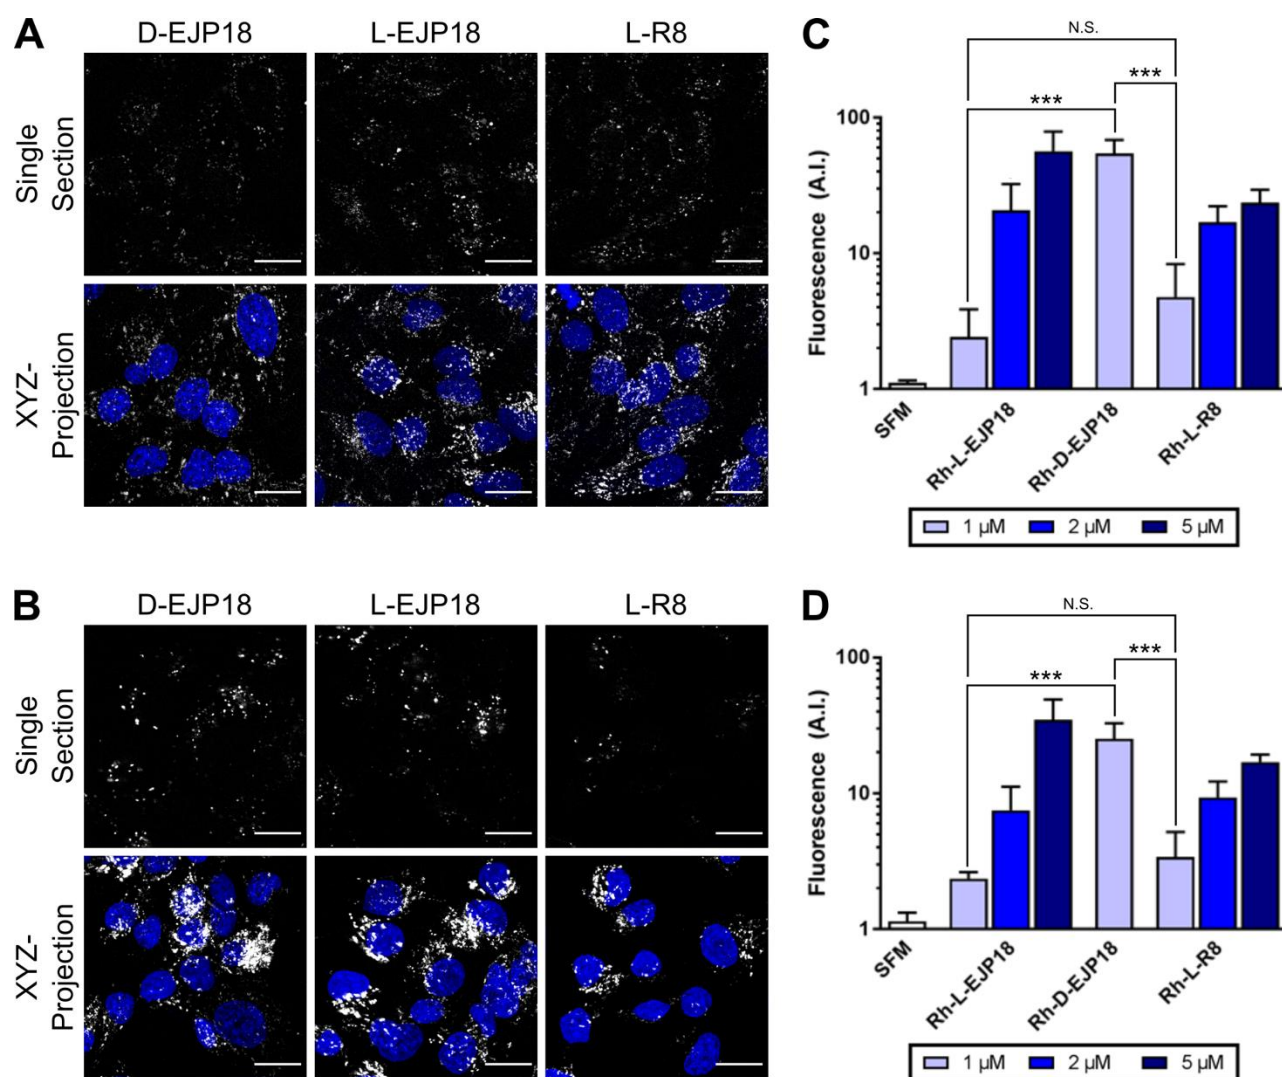 A
D-EJP18
L-EJP18
L-R8
Single
Section
XYZ-
Projection
B
D-EJP18
L-EJP18
L-R8
Single
Section
XYZ-
Projection
C
N.S.
***
***
Fluorescence (A.I.)
100
10
1
SFM
Rh-L-EJP18
Rh-D-EJP18
Rh-L-R8
1 µM 2 µM 5 µM
D
N.S.
***
***
Fluorescence (A.I.)
100
10
1
SFM
Rh-L-EJP18
Rh-D-EJP18
Rh-L-R8
1 µM 2 µM 5 µM